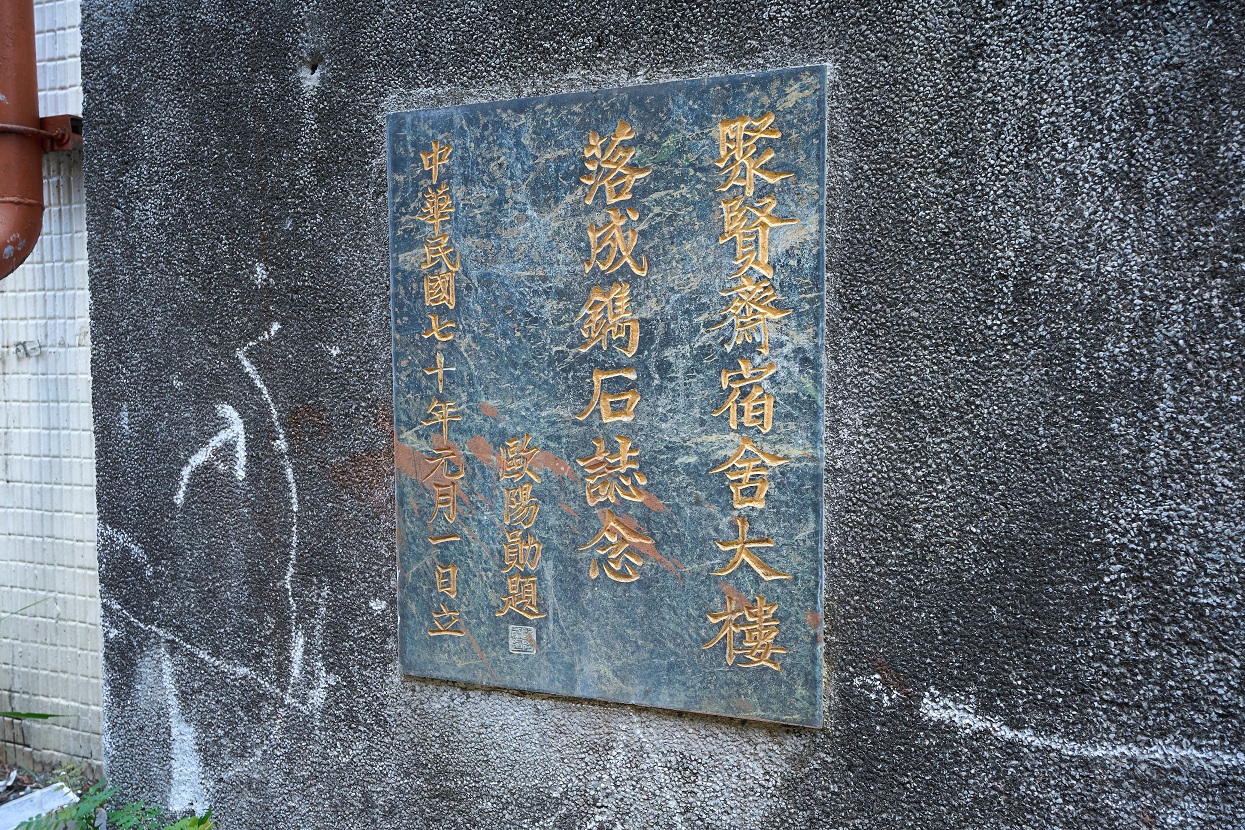 聚賢齋宿舍大樓
落成鐫石誌念
歐陽勛題
中華民國七十年元月一日立